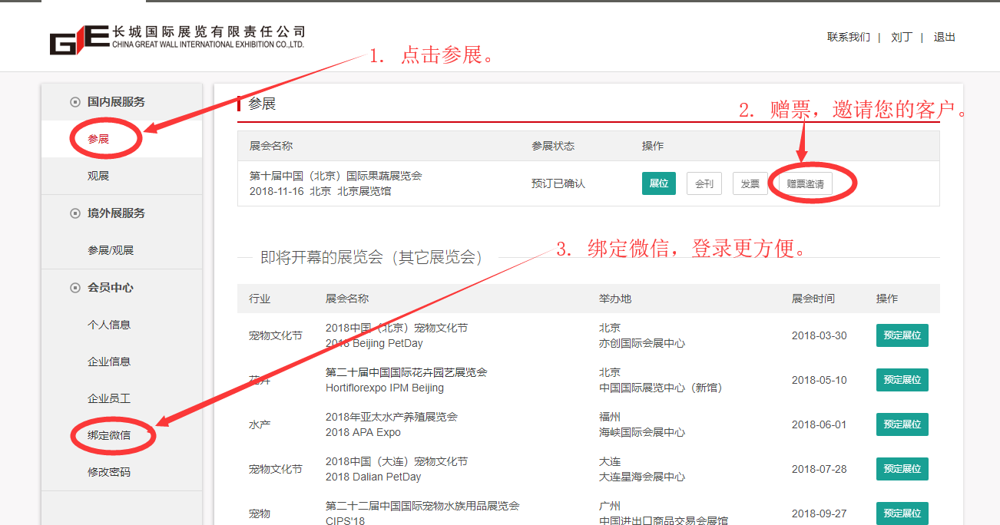 长城国际展览有限责任公司
CHINA GREAT WALL INTERNATIONAL EXHIBITION CO.,LTD.
联系我们 | 刘丁 | 退出
1. 点击参展。
国内展服务
参展
观展
境外展服务
参展/观展
会员中心
个人信息
企业信息
企业员工
绑定微信
修改密码
参展
2. 赠票，邀请您的客户。
展会名称 参展状态 操作
第十届中国（北京）国际果蔬展览会
2018-11-16 北京 北京展览馆
预订已确认 展位 会刊 发票 赠票邀请
3. 绑定微信，登录更方便。
即将开幕的展览会（其它展览会）
行业 展会名称 举办地 展会时间 操作
宠物文化节
2018中国（北京）宠物文化节
2018 Beijing PetDay
北京
亦创国际会展中心
2018-03-30 预定展位
花卉
第二十届中国国际花卉园艺展览会
Hortiflorexpo IPM Beijing
北京
中国国际展览中心（新馆）
2018-05-10 预定展位
水产
2018年亚太水产养殖展览会
2018 APA Expo
福州
海峡国际会展中心
2018-06-01 预定展位
宠物文化节
2018中国（大连）宠物文化节
2018 Dalian PetDay
大连
大连星海会展中心
2018-07-28 预定展位
宠物
第二十二届中国国际宠物水族用品展览会
CIPS'18
广州
中国进出口商品交易会展馆
2018-09-27 预定展位